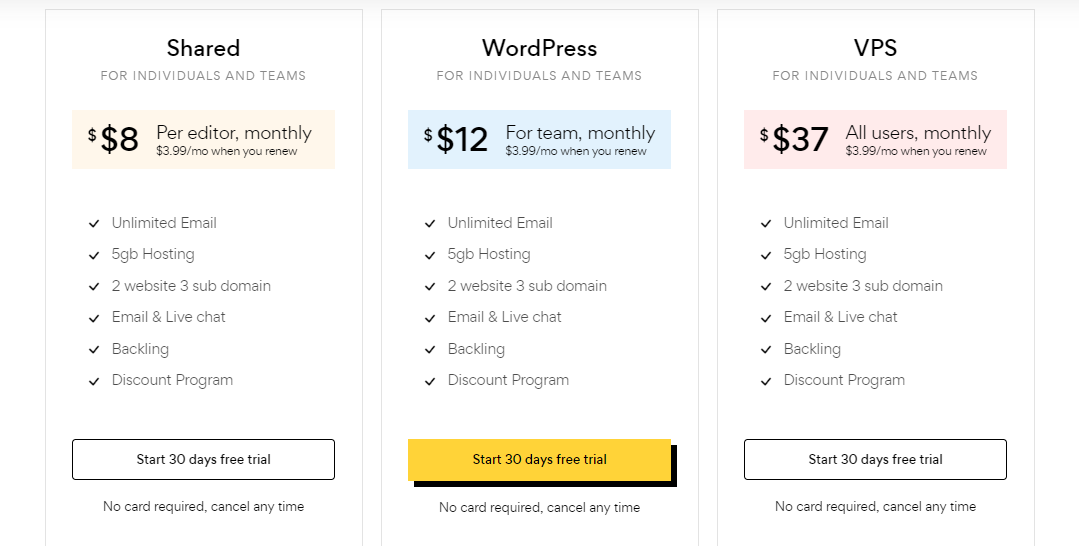 Shared
FOR INDIVIDUALS AND TEAMS
$ $8 Per editor, monthly
$3.99/mo when you renew
Unlimited Email
5gb Hosting
2 website 3 sub domain
Email & Live chat
Backling
Discount Program
Start 30 days free trial
No card required, cancel any time
WordPress
FOR INDIVIDUALS AND TEAMS
$ $12 For team, monthly
$3.99/mo when you renew
Unlimited Email
5gb Hosting
2 website 3 sub domain
Email & Live chat
Backling
Discount Program
Start 30 days free trial
No card required, cancel any time
VPS
FOR INDIVIDUALS AND TEAMS
$ $37 All users, monthly
$3.99/mo when you renew
Unlimited Email
5gb Hosting
2 website 3 sub domain
Email & Live chat
Backling
Discount Program
Start 30 days free trial
No card required, cancel any time